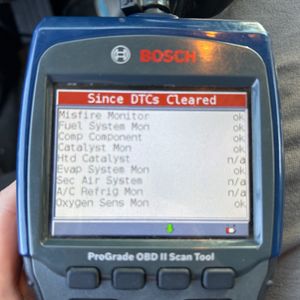 BOSCH
Since DTCs Cleared
Misfire Monitor ok
Fuel System Mon ok
Comp Component ok
Catalyst Mon ok
Htd Catalyst n/a
Evap System Mon ok
Sec Air System n/a
A/C Refrig Mon n/a
Oxygen Sens Mon ok
ProGrade OBD II Scan Tool